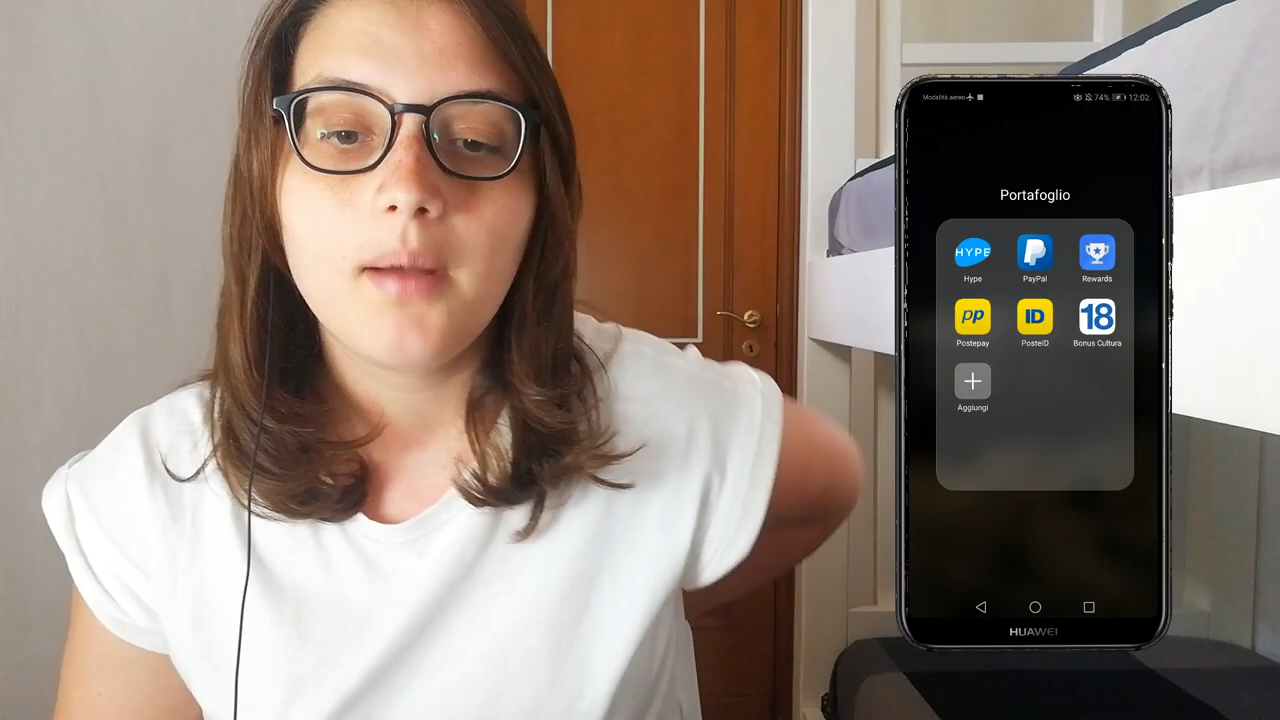 Modalità aereo
74% 12:02
Portafoglio
HYPE
Hype
PayPal
Rewards
pp
Postepay
ID
PosteID
18
Bonus Cultura
Aggiungi
HUAWEI